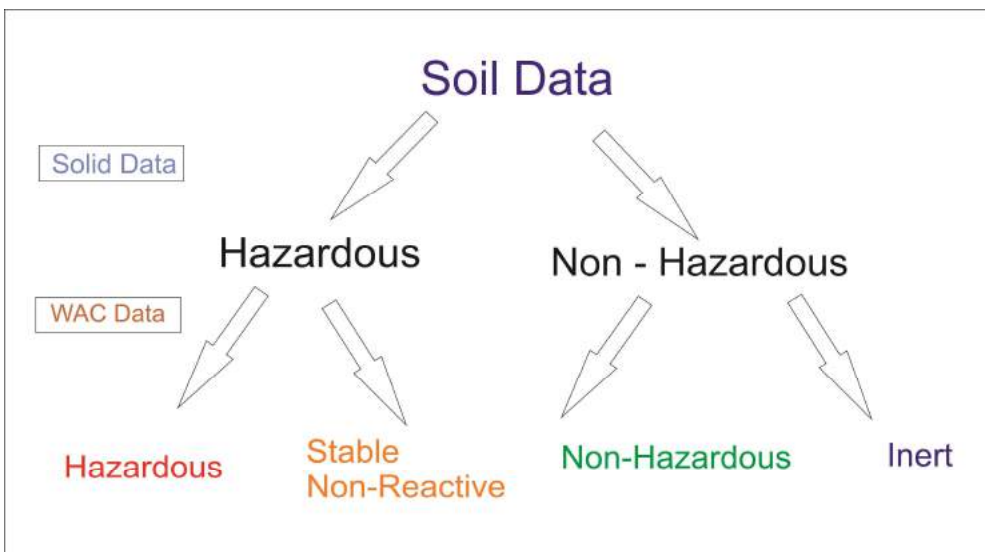 Soil Data
Solid Data
Hazardous
Non - Hazardous
WAC Data
Hazardous
Stable
Non-Reactive
Non-Hazardous
Inert